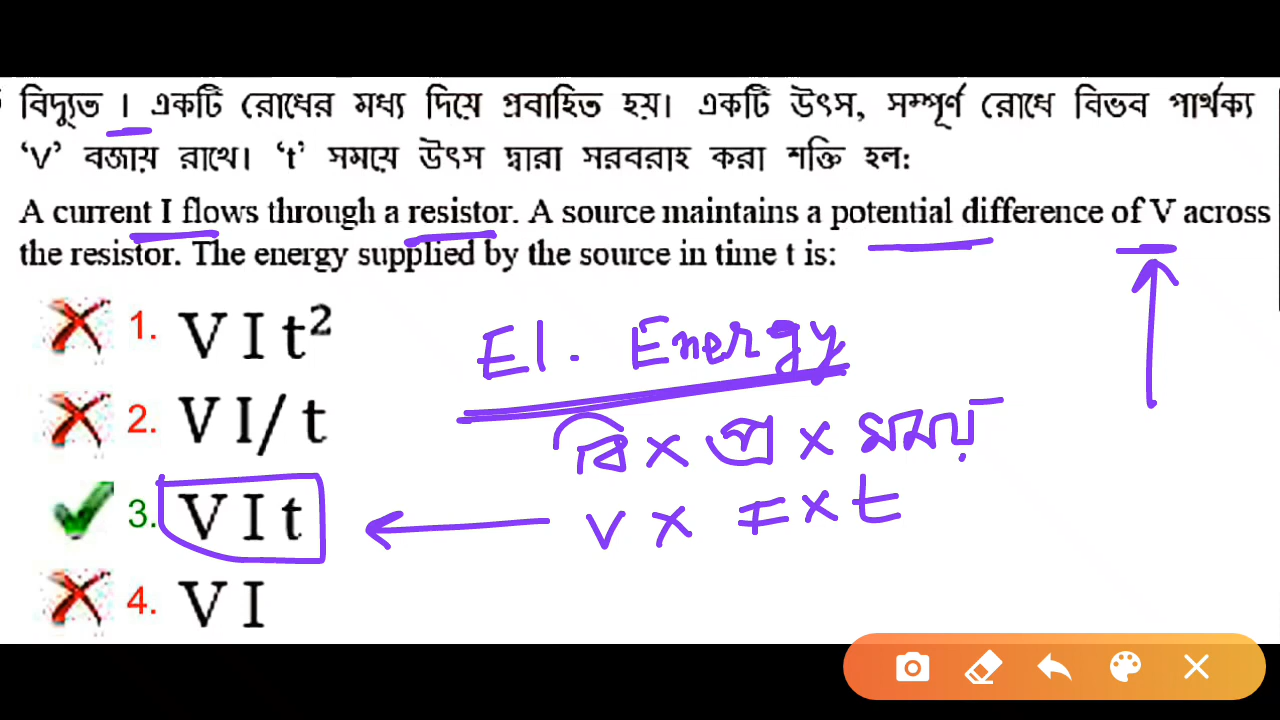 বিদ্যুত । একটি রোধের মধ্য দিয়ে প্রবাহিত হয়। একটি উৎস, সম্পূর্ণ রোধে বিভব পার্থক্য
‘V’ বজায় রাখে। ‘t’ সময়ে উৎস দ্বারা সরবরাহ করা শক্তি হল:
A current I flows through a resistor. A source maintains a potential difference of V across
the resistor. The energy supplied by the source in time t is:
1. V I t²
2. V I/ t
3. V I t
4. V I
El. Energy
বি × প্র × সময়
V × I × t